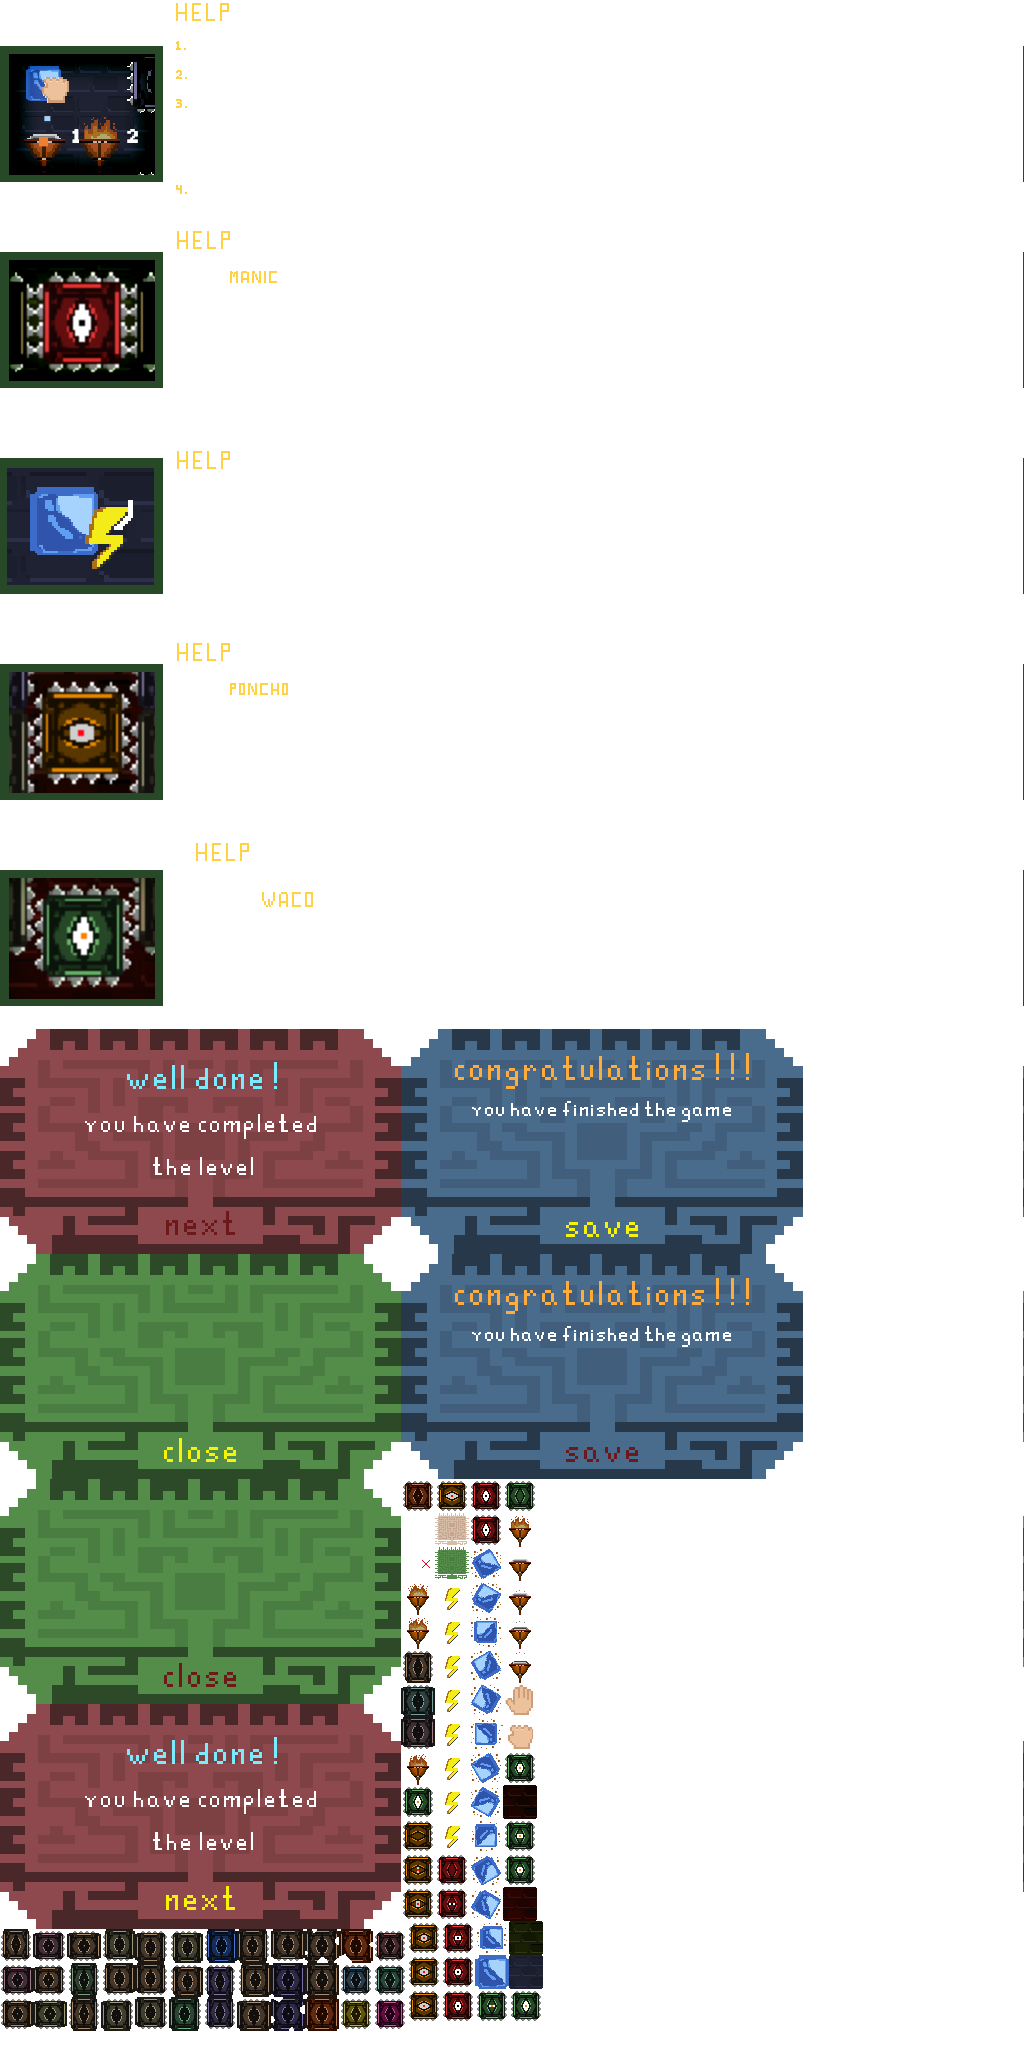 HELP
1.
2.
3.
1 2
4.
HELP
MANIC
HELP
HELP
PONCHO
HELP
WACO
well done!
you have completed
the level
next
congratulations!!!
you have finished the game
save
close
congratulations!!!
you have finished the game
save
close
well done!
you have completed
the level
next